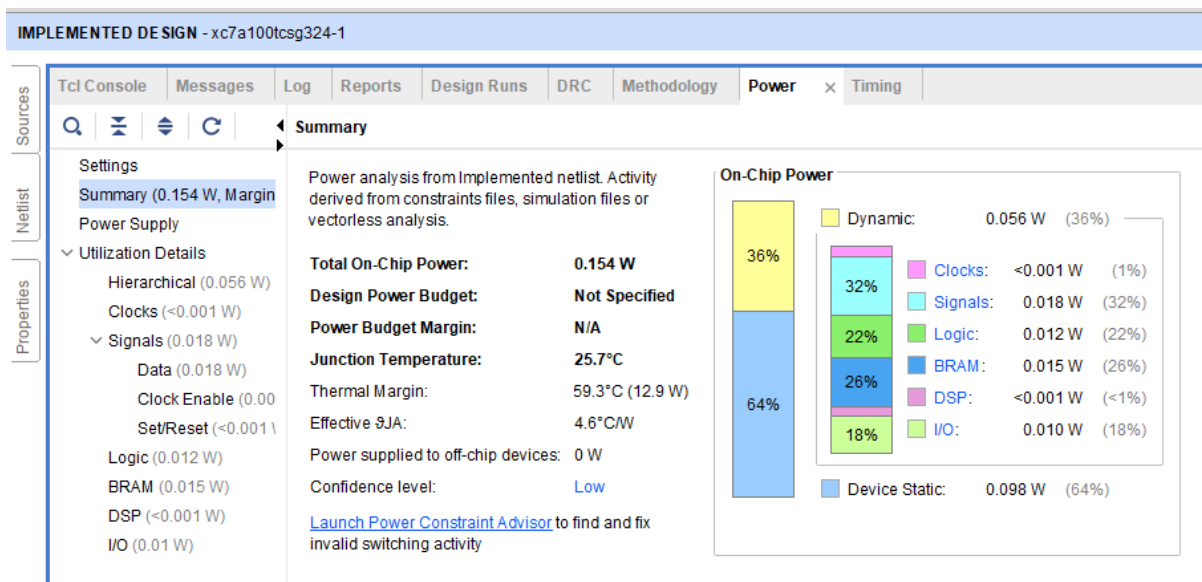 IMPLEMENTED DESIGN - xc7a100tcsg324-1
Sources
Netlist
Properties
Tcl Console Messages Log Reports Design Runs DRC Methodology Power × Timing
Summary
Settings
Summary (0.154 W, Margin
Power Supply
Utilization Details
Hierarchical (0.056 W)
Clocks (<0.001 W)
Signals (0.018 W)
Data (0.018 W)
Clock Enable (0.00
Set/Reset (<0.001 \
Logic (0.012 W)
BRAM (0.015 W)
DSP (<0.001 W)
I/O (0.01 W)
Power analysis from Implemented netlist. Activity
derived from constraints files, simulation files or
vectorless analysis.
Total On-Chip Power: 0.154 W
Design Power Budget: Not Specified
Power Budget Margin: N/A
Junction Temperature: 25.7°C
Thermal Margin: 59.3°C (12.9 W)
Effective ϑJA: 4.6°C/W
Power supplied to off-chip devices: 0 W
Confidence level: Low
Launch Power Constraint Advisor to find and fix
invalid switching activity
On-Chip Power
36%
64%
Dynamic: 0.056 W (36%)
32%
22%
26%
18%
Clocks: <0.001 W (1%)
Signals: 0.018 W (32%)
Logic: 0.012 W (22%)
BRAM: 0.015 W (26%)
DSP: <0.001 W (<1%)
I/O: 0.010 W (18%)
Device Static: 0.098 W (64%)